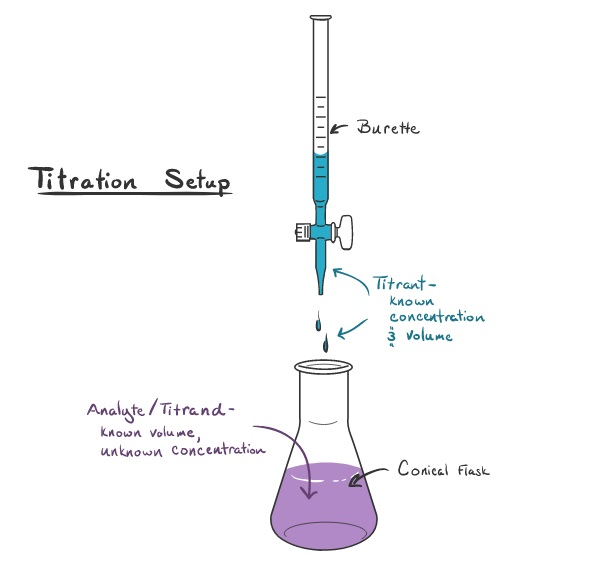 Burette
Titration Setup
Titrant-
known
concentration
& volume
Analyte/Titrand-
known volume,
unknown concentration
Conical Flask